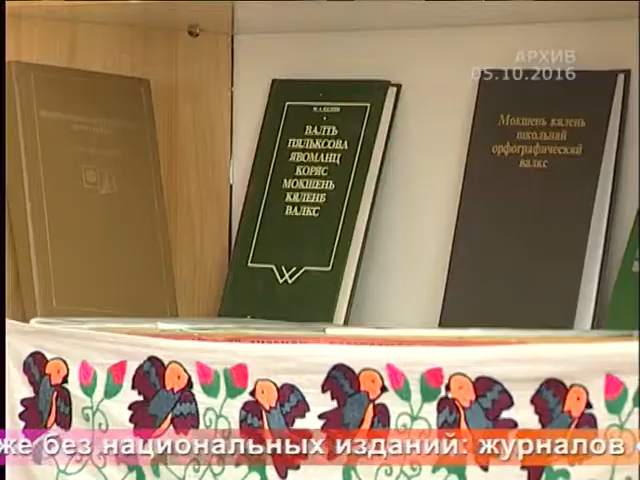 АРХИВ
05.10.2016
ВАЛТЬ
ПЯЛЬКСОВА
ЯВОМАНЦ
КОРЯС
МОКШЕНЬ
КЯЛЕНЬ
ВАЛКС
Мокшень кялень
школьнай
орфографическяй
валкс
же без национальных изданий: журналов